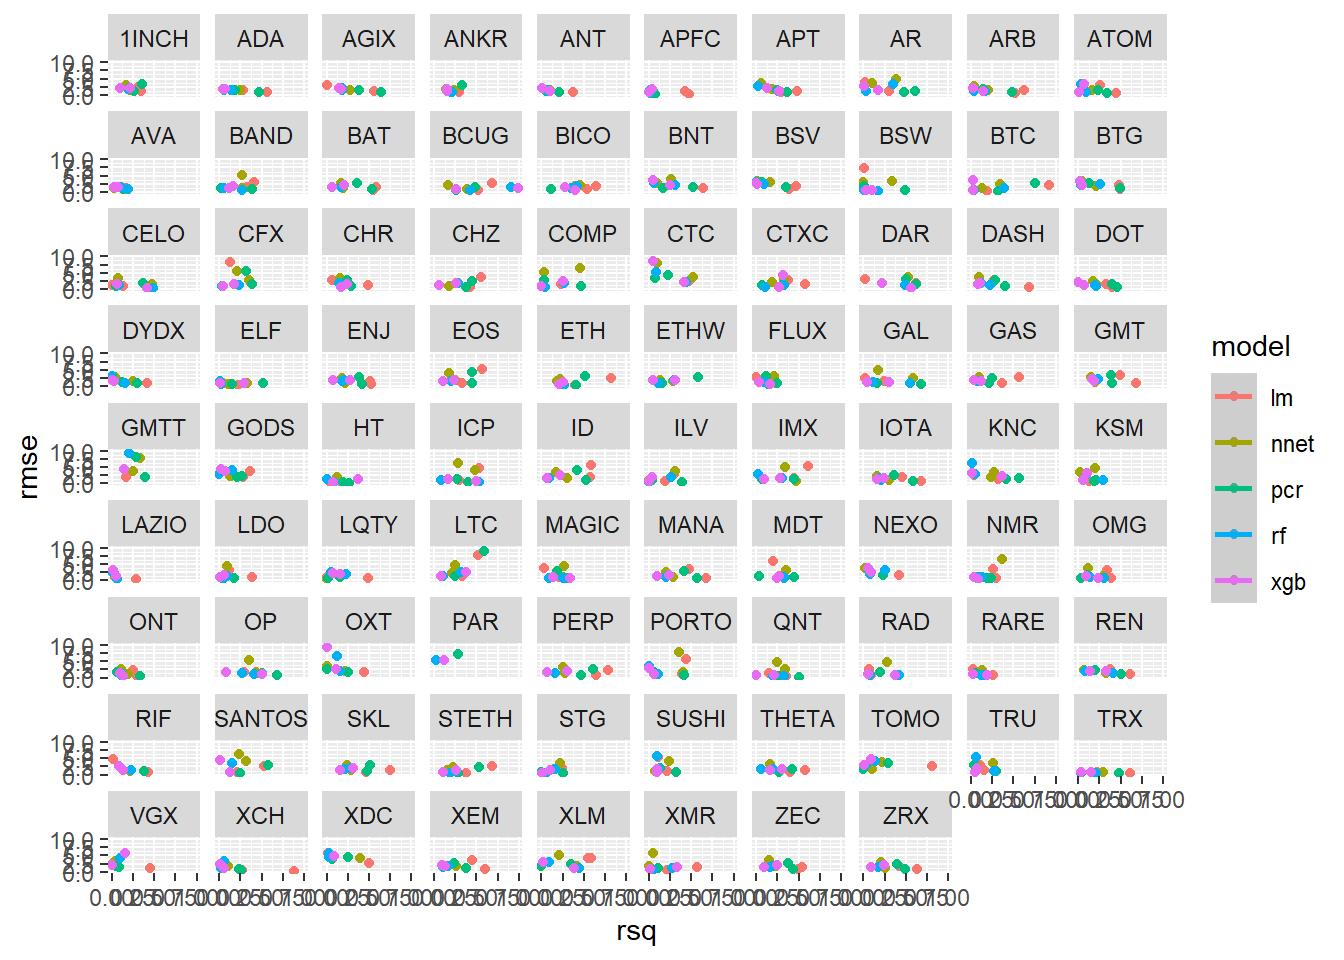 1INCH ADA AGIX ANKR ANT APFC APT AR ARB ATOM
AVA BAND BAT BCUG BICO BNT BSV BSW BTC BTG
CELO CFX CHR CHZ COMP CTC CTXC DAR DASH DOT
DYDX ELF ENJ EOS ETH ETHW FLUX GAL GAS GMT
GMTT GODS HT ICP ID ILV IMX IOTA KNC KSM
LAZIO LDO LQTY LTC MAGIC MANA MDT NEXO NMR OMG
ONT OP OXT PAR PERP PORTO QNT RAD RARE REN
RIF SANTOS SKL STETH STG SUSHI THETA TOMO TRU TRX
VGX XCH XDC XEM XLM XMR ZEC ZRX
rmse
rsq
model
lm
nnet
pcr
rf
xgb